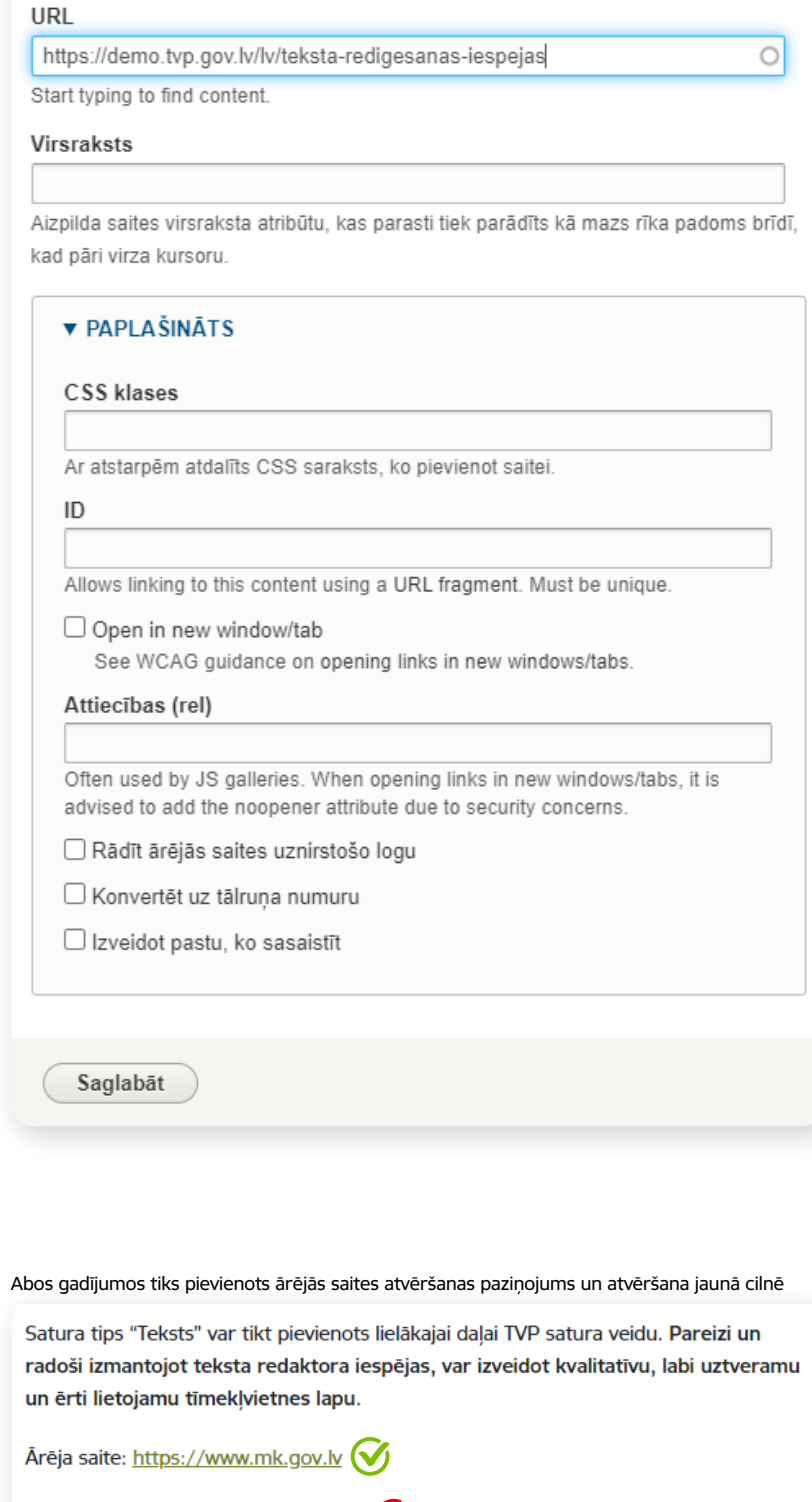 URL
https://demo.tvp.gov.lv/lv/teksta-redigesanas-iespejas
Start typing to find content.
Virsraksts
Aizpilda saites virsraksta atribūtu, kas parasti tiek parādīts kā mazs rīka padoms brīdī,
kad pāri virza kursoru.
▼ PAPLAŠINĀTS
CSS klases
Ar atstarpēm atdalīts CSS saraksts, ko pievienot saitei.
ID
Allows linking to this content using a URL fragment. Must be unique.
Open in new window/tab
See WCAG guidance on opening links in new windows/tabs.
Attiecības (rel)
Often used by JS galleries. When opening links in new windows/tabs, it is
advised to add the noopener attribute due to security concerns.
Rādīt ārējās saites uznirstošo logu
Konvertēt uz tālruņa numuru
Izveidot pastu, ko sasaistīt
Saglabāt
Abos gadījumos tiks pievienots ārējās saites atvēršanas paziņojums un atvēršana jaunā cilnē
Satura tips “Teksts” var tikt pievienots lielākajai daļai TVP satura veidu. Pareizi un
radoši izmantojot teksta redaktora iespējas, var izveidot kvalitatīvu, labi uztveramu
un ērti lietojamu tīmekļvietnes lapu.
Ārēja saite: https://www.mk.gov.lv